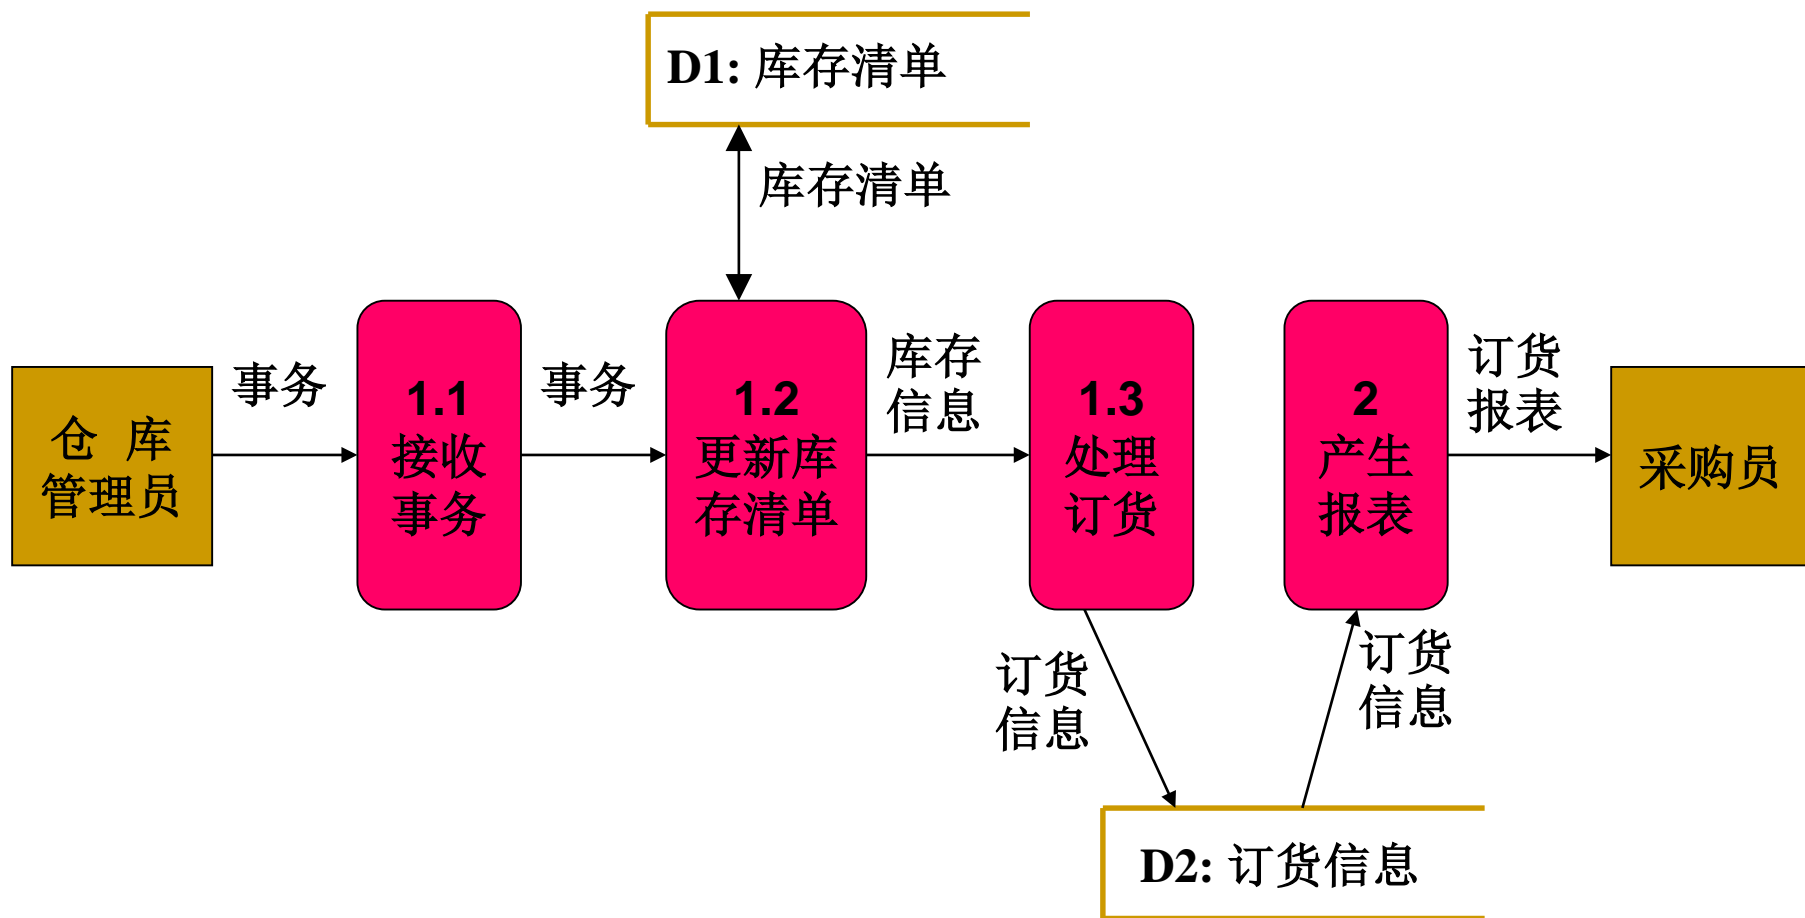 D1: 库存清单
库存清单
仓 库
管理员
事务
1.1
接收
事务
事务
1.2
更新库
存清单
库存
信息
1.3
处理
订货
2
产生
报表
订货
报表
采购员
订货
信息
订货
信息
D2: 订货信息